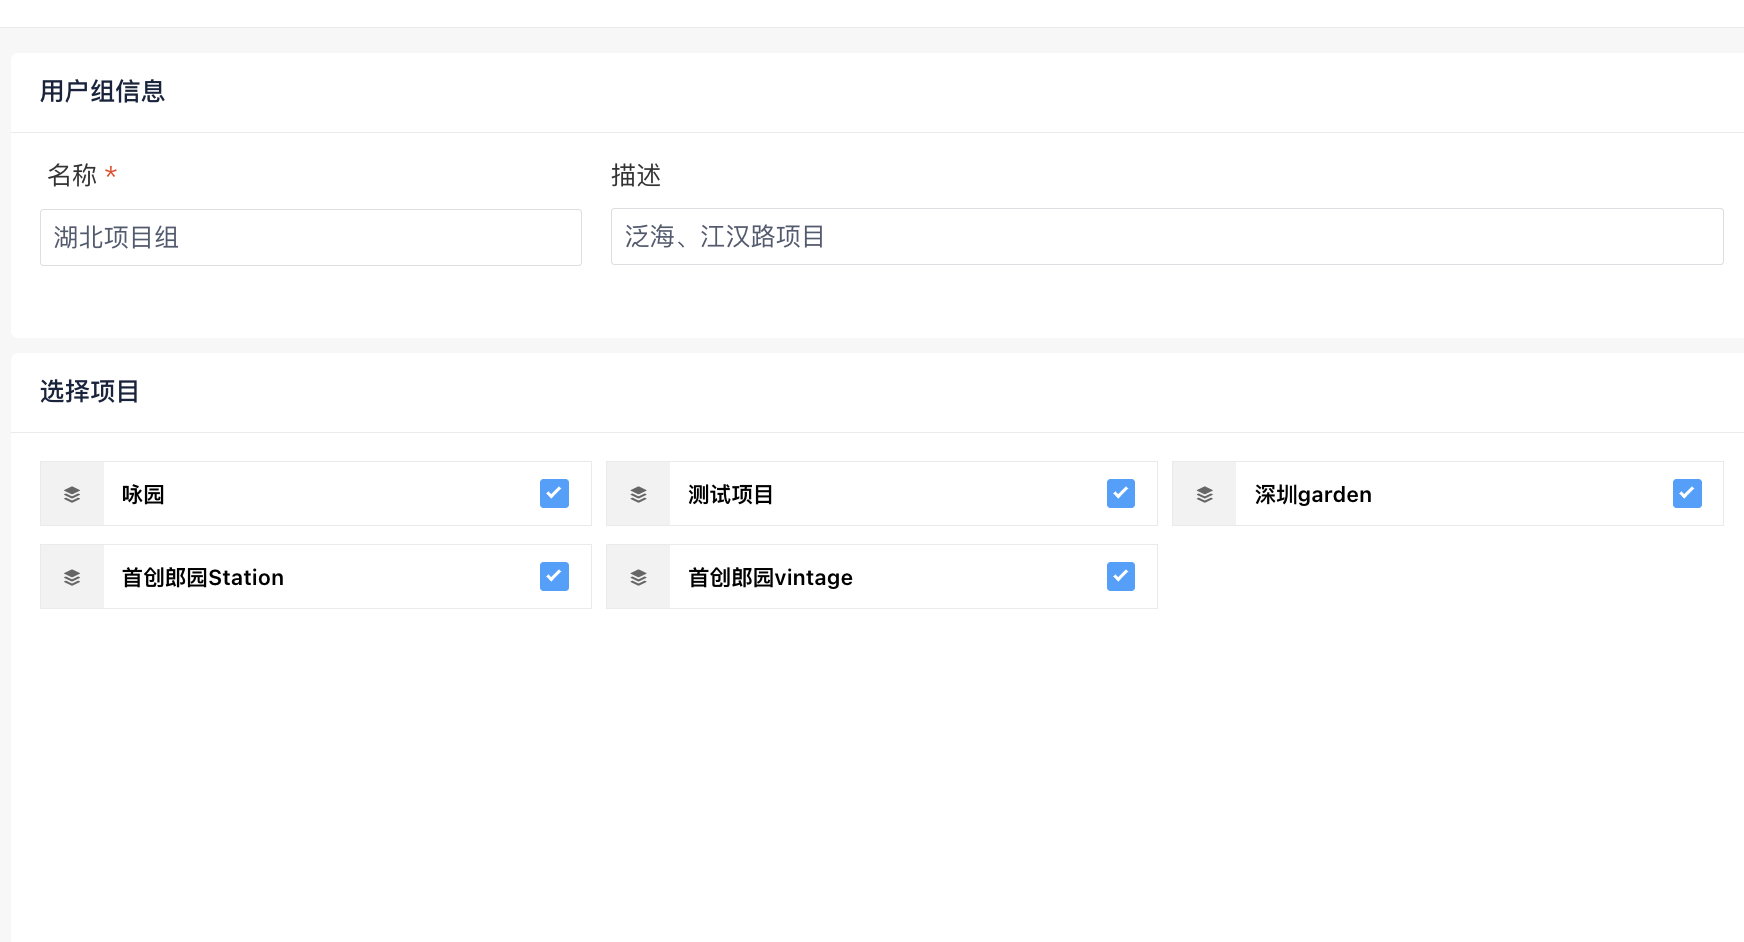 用户组信息
名称 * 描述
湖北项目组 泛海、江汉路项目
选择项目
咏园 测试项目 深圳garden
首创郎园Station 首创郎园vintage